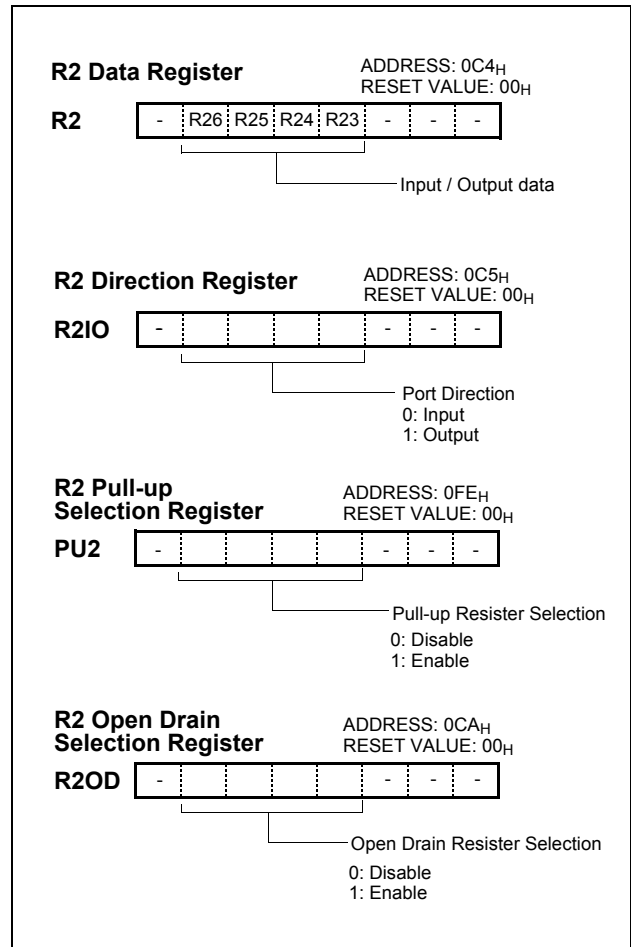 R2 Data Register
ADDRESS: 0C4H
RESET VALUE: 00H
R2 - R26 R25 R24 R23 - - -
Input / Output data
R2 Direction Register
ADDRESS: 0C5H
RESET VALUE: 00H
R2IO - - - -
Port Direction
0: Input
1: Output
R2 Pull-up
Selection Register
ADDRESS: 0FEH
RESET VALUE: 00H
PU2 - - - -
Pull-up Resister Selection
0: Disable
1: Enable
R2 Open Drain
Selection Register
ADDRESS: 0CAH
RESET VALUE: 00H
R2OD - - - -
Open Drain Resister Selection
0: Disable
1: Enable